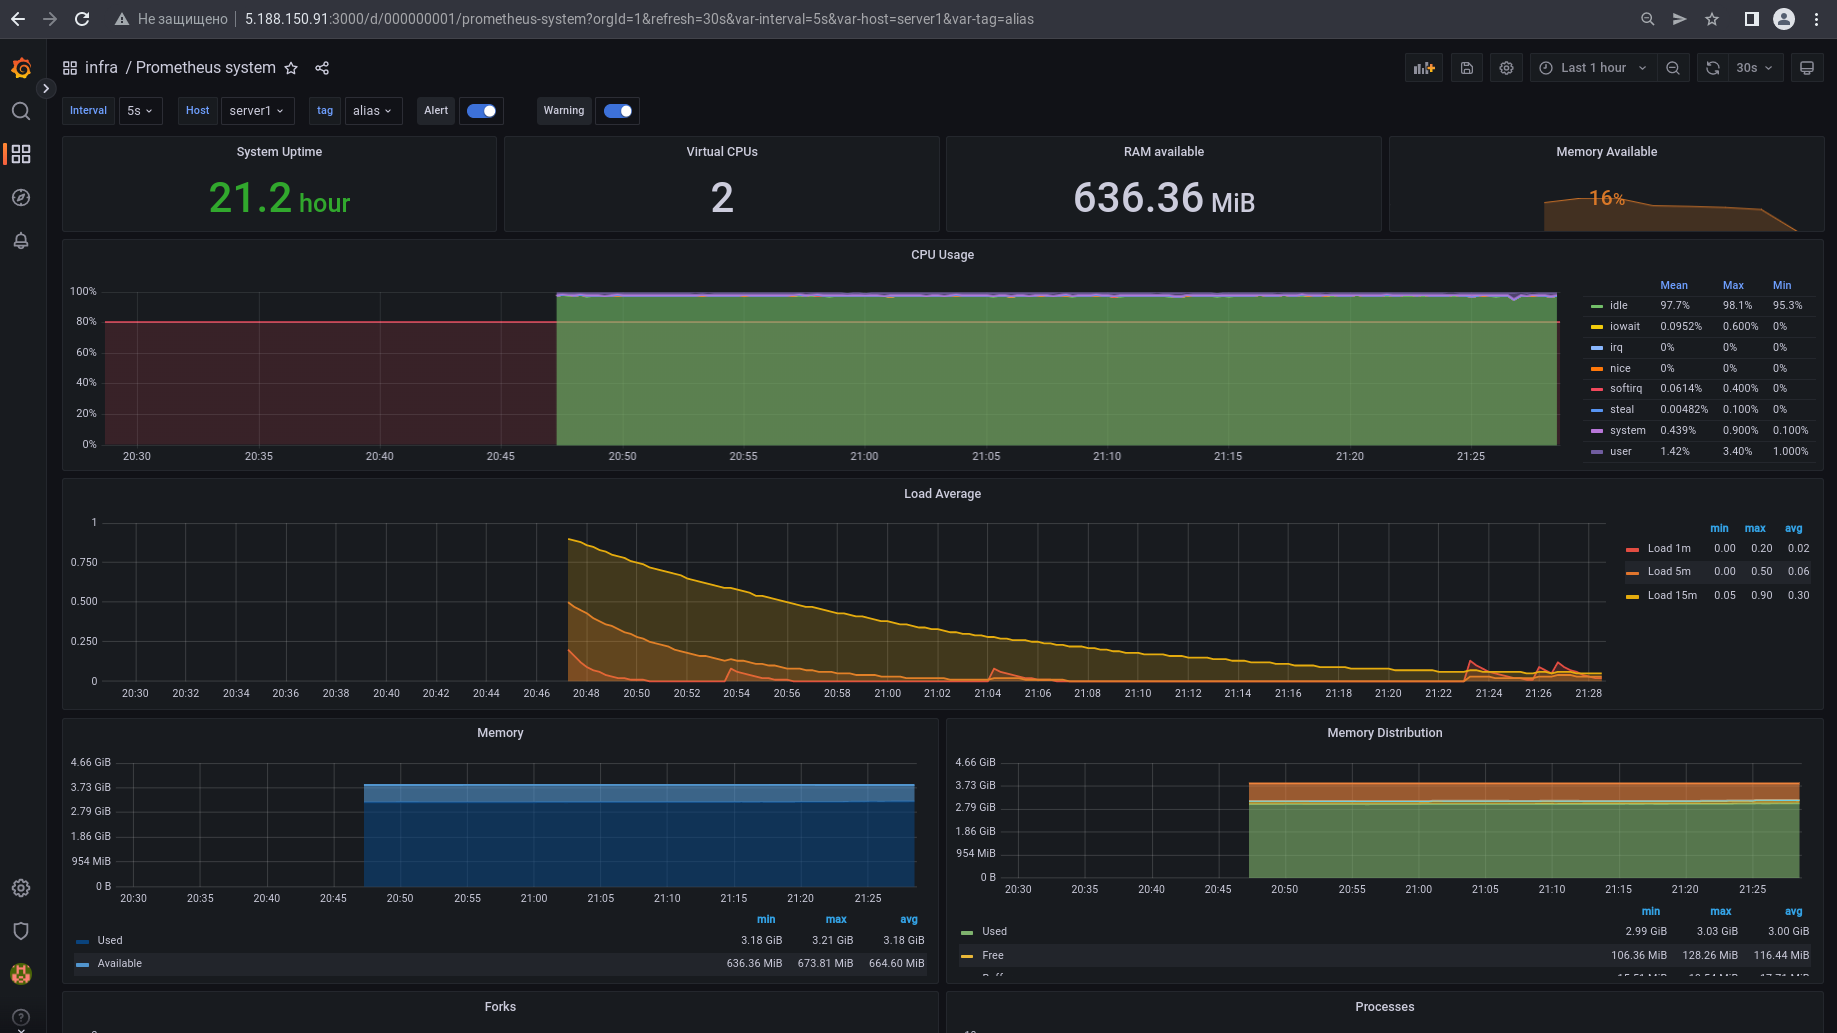 Не защищено 5.188.150.91:3000/d/000000001/prometheus-system?orgId=1&refresh=30s&var-interval=5s&var-host=server1&var-tag=alias
infra / Prometheus system
Last 1 hour 30s
Interval 5s Host server1 tag alias Alert Warning
System Uptime
21.2 hour
Virtual CPUs
2
RAM available
636.36 MiB
Memory Available
16%
CPU Usage
100%
80%
60%
40%
20%
0%
20:30 20:35 20:40 20:45 20:50 20:55 21:00 21:05 21:10 21:15 21:20 21:25
Mean Max Min
idle 97.7% 98.1% 95.3%
iowait 0.0952% 0.600% 0%
irq 0% 0% 0%
nice 0% 0% 0%
softirq 0.0614% 0.400% 0%
steal 0.00482% 0.100% 0%
system 0.439% 0.900% 0.100%
user 1.42% 3.40% 1.000%
Load Average
1
0.750
0.500
0.250
0
20:30 20:32 20:34 20:36 20:38 20:40 20:42 20:44 20:46 20:48 20:50 20:52 20:54 20:56 20:58 21:00 21:02 21:04 21:06 21:08 21:10 21:12 21:14 21:16 21:18 21:20 21:22 21:24 21:26 21:28
min max avg
Load 1m 0.00 0.20 0.02
Load 5m 0.00 0.50 0.06
Load 15m 0.05 0.90 0.30
Memory
4.66 GiB
3.73 GiB
2.79 GiB
1.86 GiB
954 MiB
0 B
20:30 20:35 20:40 20:45 20:50 20:55 21:00 21:05 21:10 21:15 21:20 21:25
min max avg
Used 3.18 GiB 3.21 GiB 3.18 GiB
Available 636.36 MiB 673.81 MiB 664.60 MiB
Memory Distribution
4.66 GiB
3.73 GiB
2.79 GiB
1.86 GiB
954 MiB
0 B
20:30 20:35 20:40 20:45 20:50 20:55 21:00 21:05 21:10 21:15 21:20 21:25
min max avg
Used 2.99 GiB 3.03 GiB 3.00 GiB
Free 106.36 MiB 128.26 MiB 116.44 MiB
Forks
Processes